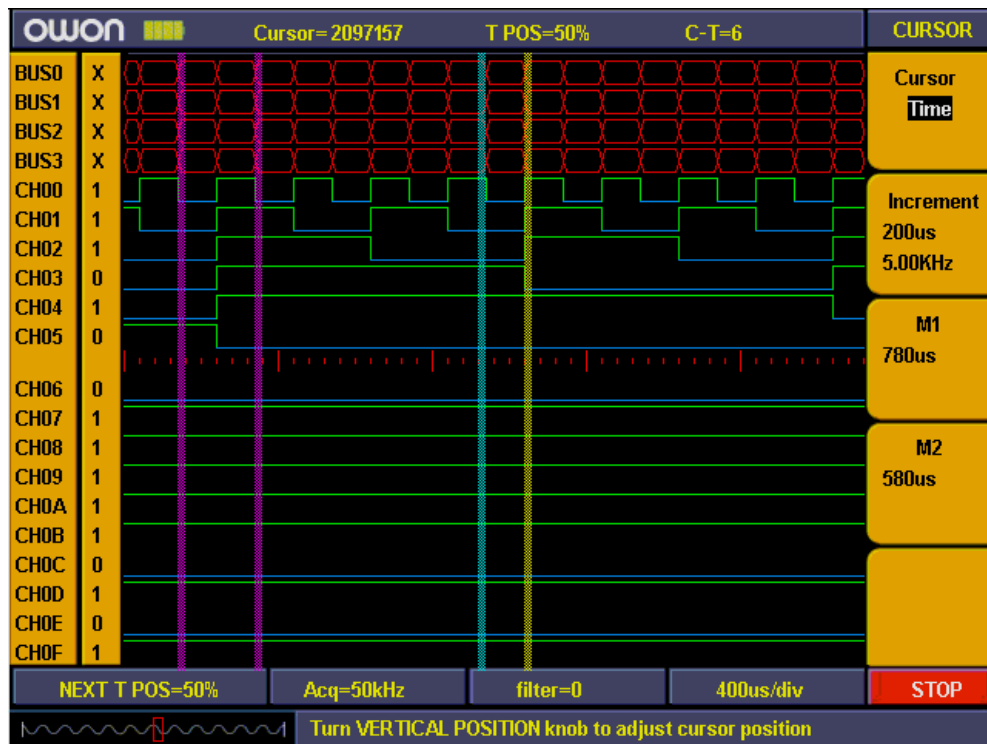 OWON Cursor=2097157 T POS=50% C-T=6 CURSOR
BUS0 X
BUS1 X
BUS2 X
BUS3 X
CH00 1
CH01 1
CH02 1
CH03 0
CH04 1
CH05 0
CH06 0
CH07 1
CH08 1
CH09 1
CH0A 1
CH0B 1
CH0C 0
CH0D 1
CH0E 0
CH0F 1
Cursor
Time
Increment
200us
5.00KHz
M1
780us
M2
580us
NEXT T POS=50% Acq=50kHz filter=0 400us/div STOP
Turn VERTICAL POSITION knob to adjust cursor position